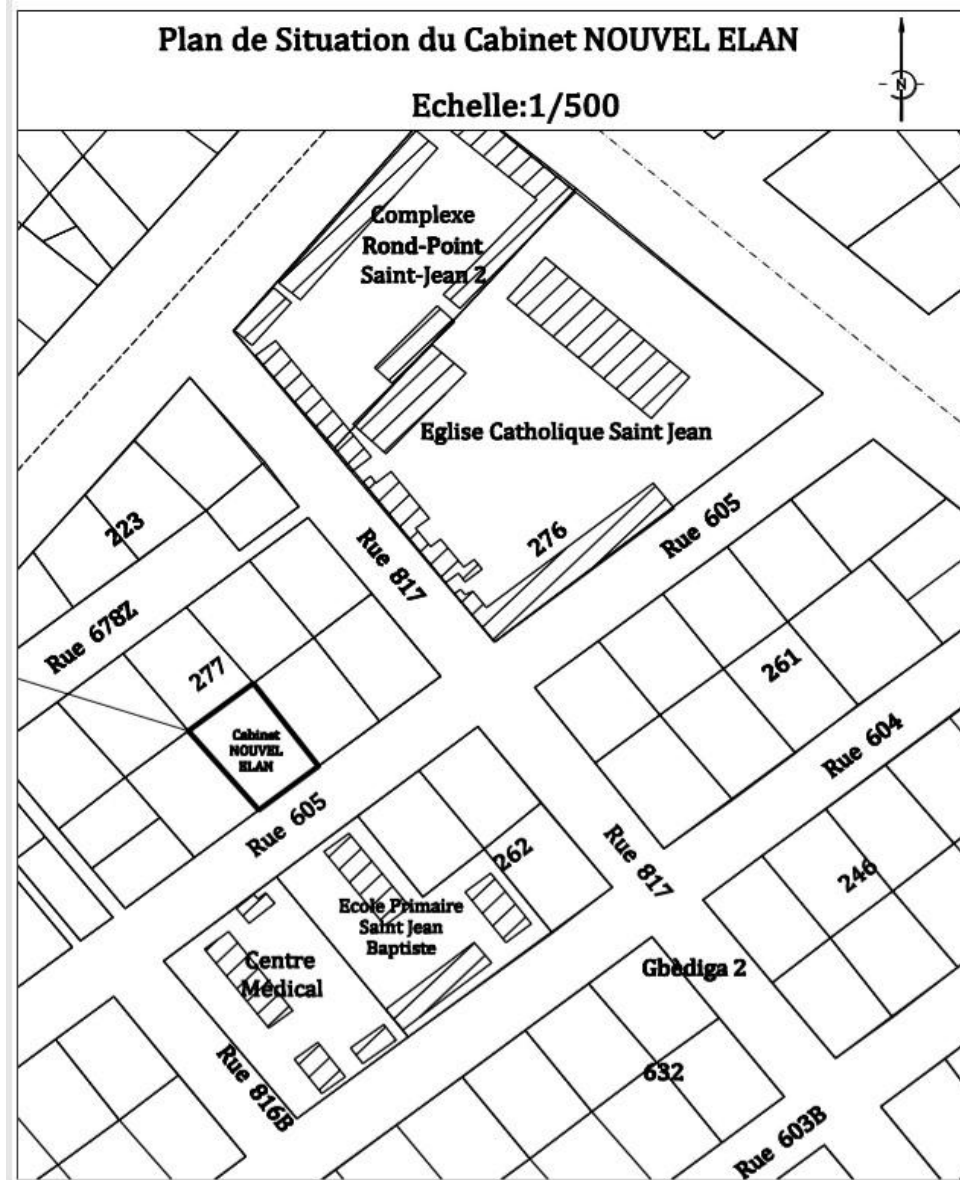 Plan de Situation du Cabinet NOUVEL ELAN
N
Echelle:1/500
Complexe
Rond-Point
Saint-Jean 2
Eglise Catholique Saint Jean
223
276
Rue 605
Rue 817
Rue 678Z
277
261
Cabinet
NOUVEL
ELAN
Rue 604
Rue 605
262
Rue 817
246
Ecole Primaire
Saint Jean
Baptiste
Centre
Médical
Gbèdiga 2
632
Rue 816B
Rue 603B